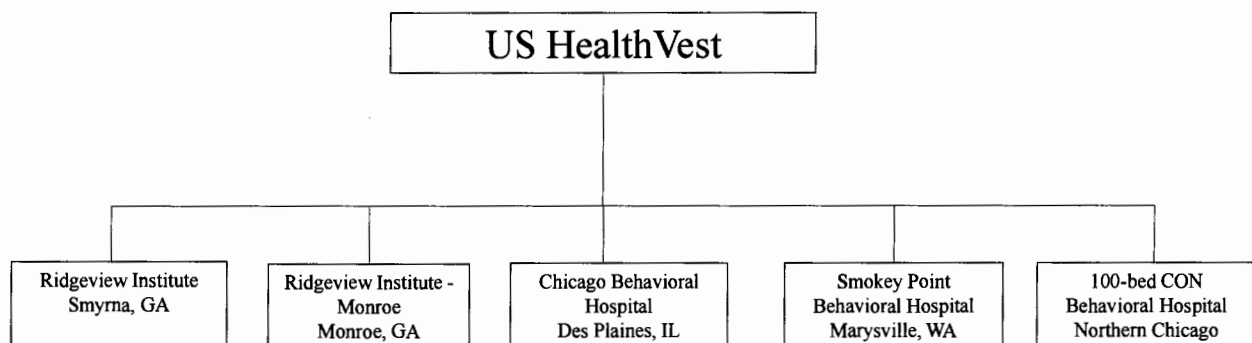 US HealthVest
Ridgeview Institute
Smyrna, GA
Ridgeview Institute -
Monroe
Monroe, GA
Chicago Behavioral
Hospital
Des Plaines, IL
Smokey Point
Behavioral Hospital
Marysville, WA
100-bed CON
Behavioral Hospital
Northern Chicago